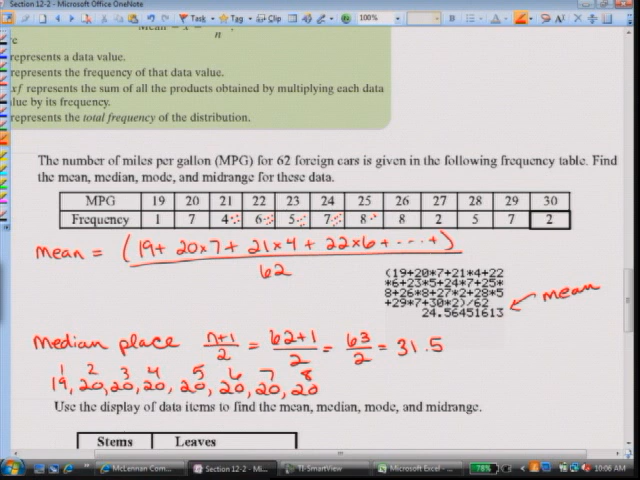 Section 12-2 - Microsoft Office OneNote
Task
Tag
Clip
100%
Mean = x̄ = n
represents a data value.
represents the frequency of that data value.
xf represents the sum of all the products obtained by multiplying each data
lue by its frequency.
represents the total frequency of the distribution.
The number of miles per gallon (MPG) for 62 foreign cars is given in the following frequency table. Find
the mean, median, mode, and midrange for these data.
MPG 19 20 21 22 23 24 25 26 27 28 29 30
Frequency 1 7 4 6 5 7 8 8 2 5 7 2
mean = (19+ 20×7+ 21×4+ 22×6+ ··· +)
62
(19+20*7+21*4+22
*6+23*5+24*7+25*
8+26*8+27*2+28*5
+29*7+30*2)/62
24.56451613
mean
Median place n+1/2 = 62+1/2 = 63/2 = 31.5
1 2 3 4 5 6 7 8
19, 20, 20, 20, 20, 20, 20, 20
Use the display of data items to find the mean, median, mode, and midrange.
Stems Leaves
McLennan Com...
Section 12-2 - Mi...
TI-SmartView
Microsoft Excel - ...
78%
10:06 AM